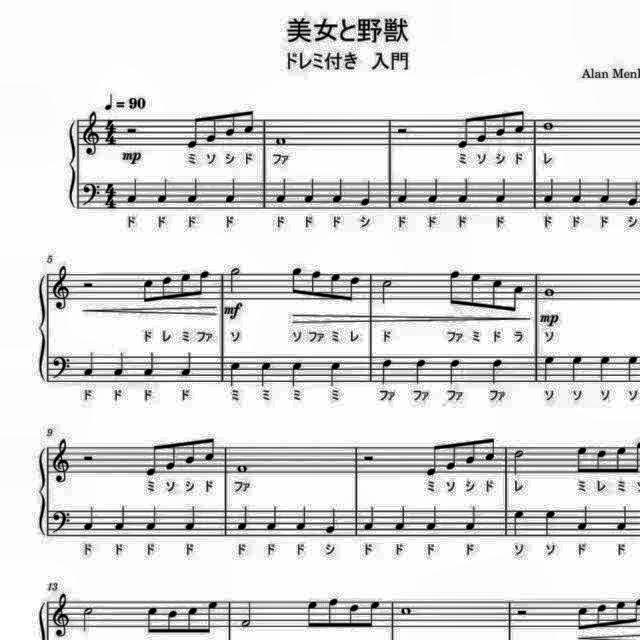 美女と野獣
ドレミ付き 入門
Alan Menk
♩ = 90
mp ミ ソ シ ド ファ ミ ソ シ ド レ
ド ド ド ド ド ド ド シ ド ド ド ド ド ド ド シ
5
mf mp
ド レ ミ ファ ソ ソ ファ ミ レ ド ファ ミ ド ラ ソ
ド ド ド ド ミ ミ ミ ミ ファ ファ ファ ファ ソ ソ ソ ソ
9
ミ ソ シ ド ファ ミ ソ シ ド レ ミ レ ミ
ド ド ド ド ド ド ド シ ド ド ド ド ソ ソ ド ド
13